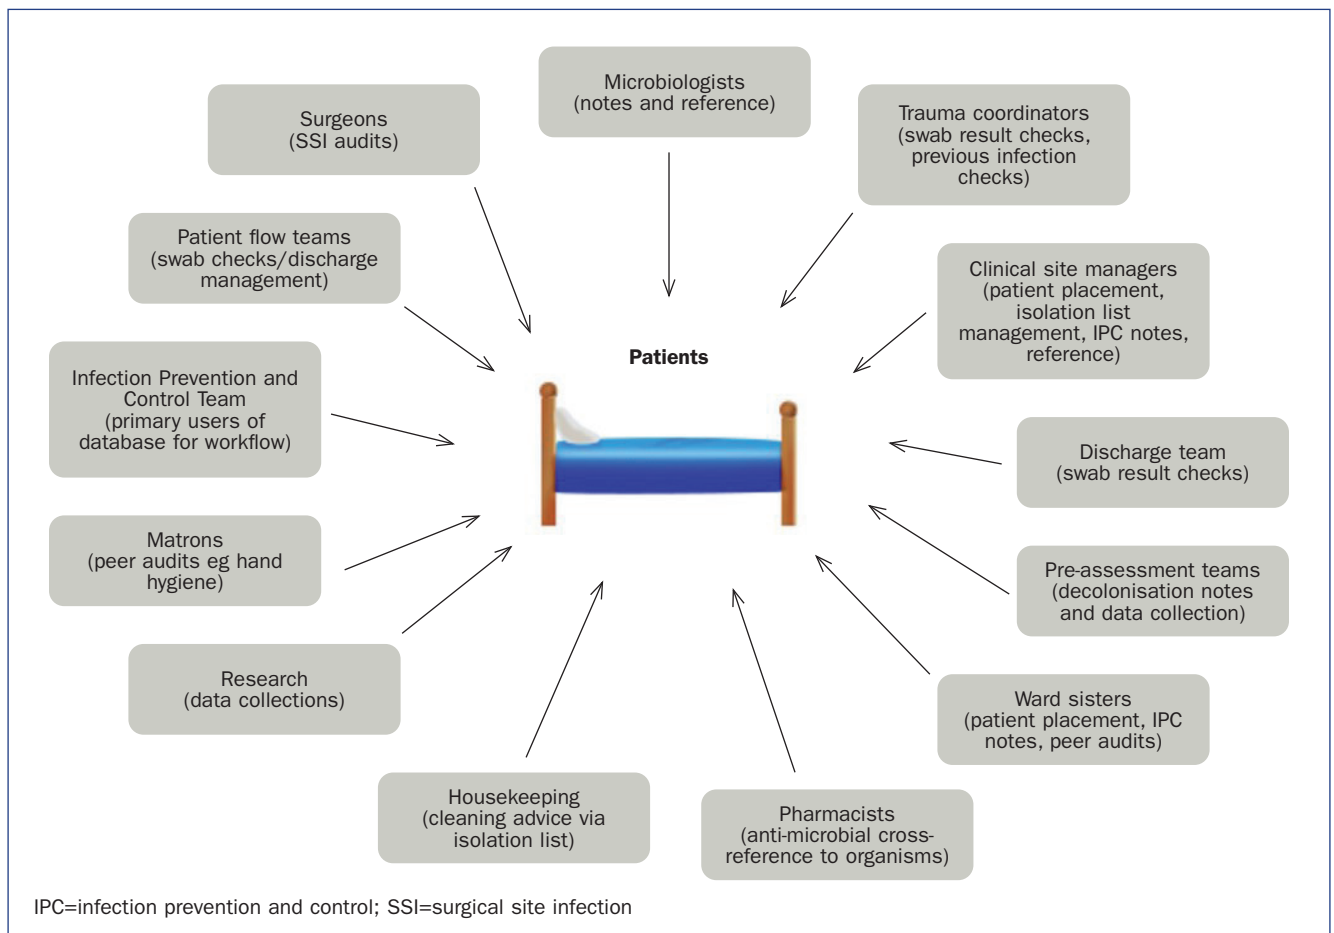 Microbiologists
(notes and reference)
Surgeons
(SSI audits)
Trauma coordinators
(swab result checks,
previous infection
checks)
Patient flow teams
(swab checks/discharge
management)
Clinical site managers
(patient placement,
isolation list
management, IPC notes,
reference)
Patients
Infection Prevention and
Control Team
(primary users of
database for workflow)
Discharge team
(swab result checks)
Matrons
(peer audits eg hand
hygiene)
Pre-assessment teams
(decolonisation notes
and data collection)
Research
(data collections)
Ward sisters
(patient placement, IPC
notes, peer audits)
Housekeeping
(cleaning advice via
isolation list)
Pharmacists
(anti-microbial cross-
reference to organisms)
IPC=infection prevention and control; SSI=surgical site infection